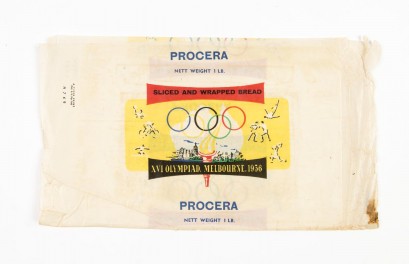 PROCERA
NETT WEIGHT 1 LB.
SLICED AND WRAPPED BREAD
XVI OLYMPIAD, MELBOURNE, 1956
PROCERA
NETT WEIGHT 1 LB.